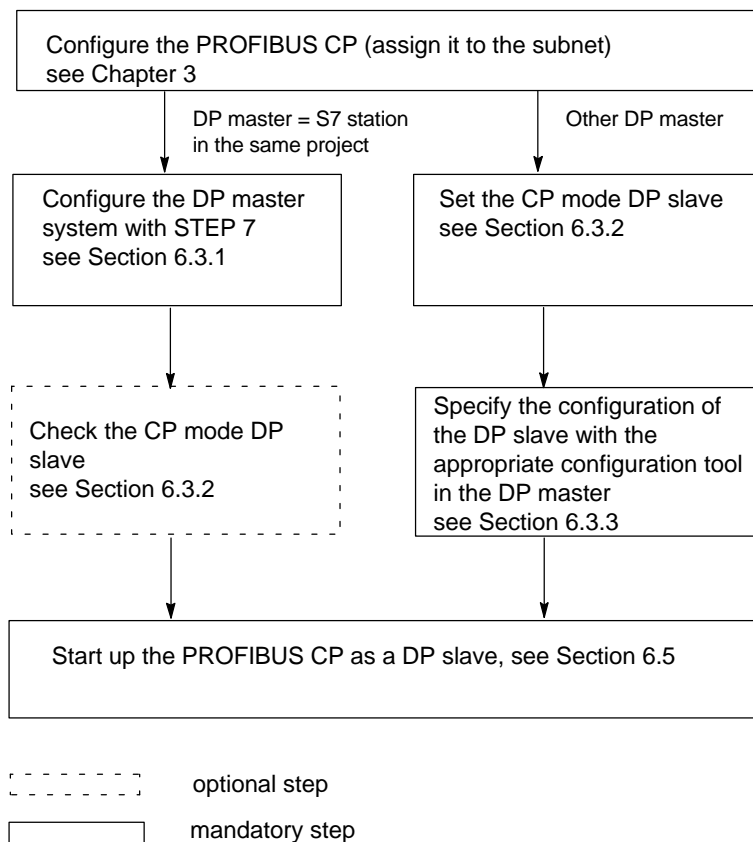 Configure the PROFIBUS CP (assign it to the subnet)
see Chapter 3
DP master = S7 station
in the same project
Other DP master
Configure the DP master
system with STEP 7
see Section 6.3.1
Set the CP mode DP slave
see Section 6.3.2
Check the CP mode DP
slave
see Section 6.3.2
Specify the configuration of
the DP slave with the
appropriate configuration tool
in the DP master
see Section 6.3.3
Start up the PROFIBUS CP as a DP slave, see Section 6.5
optional step
mandatory step